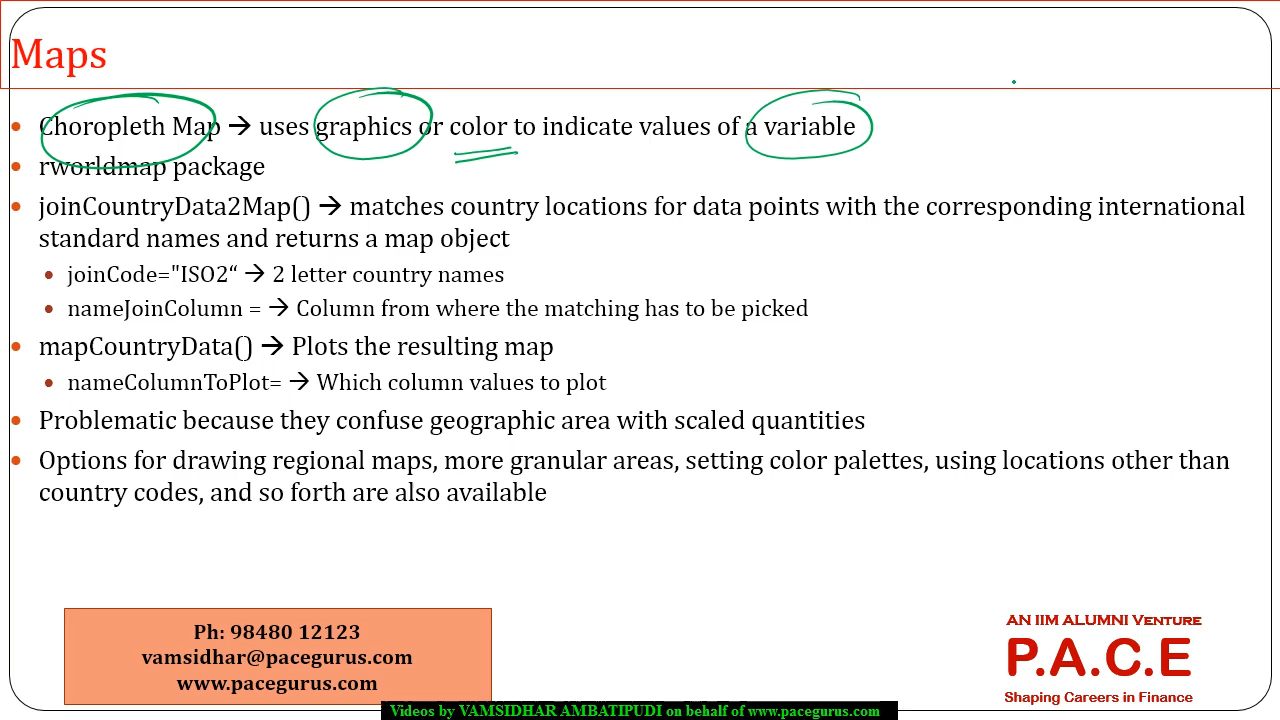 Maps
• Choropleth Map → uses graphics or color to indicate values of a variable
• rworldmap package
• joinCountryData2Map() → matches country locations for data points with the corresponding international
standard names and returns a map object
• joinCode="ISO2“ → 2 letter country names
• nameJoinColumn = → Column from where the matching has to be picked
• mapCountryData() → Plots the resulting map
• nameColumnToPlot= → Which column values to plot
• Problematic because they confuse geographic area with scaled quantities
• Options for drawing regional maps, more granular areas, setting color palettes, using locations other than
country codes, and so forth are also available
Ph: 98480 12123
vamsidhar@pacegurus.com
www.pacegurus.com
AN IIM ALUMNI VENTURE
P.A.C.E
Shaping Careers in Finance
Videos by VAMSIDHAR AMBATIPUDI on behalf of www.pacegurus.com